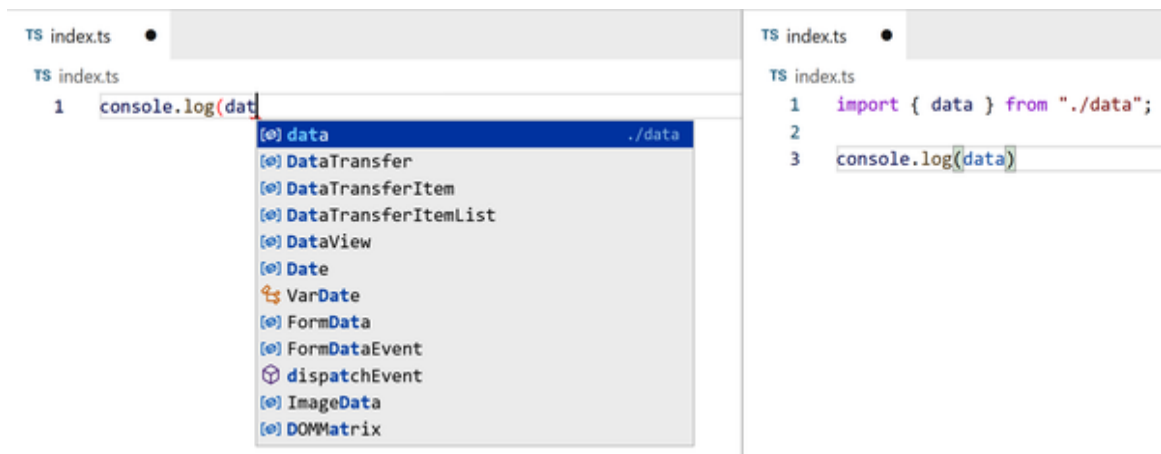 TS index.ts
TS index.ts
1 console.log(dat
data ./data
DataTransfer
DataTransferItem
DataTransferItemList
DataView
Date
VarDate
FormData
FormDataEvent
dispatchEvent
ImageData
DOMMatrix
TS index.ts
TS index.ts
1 import { data } from "./data";
2
3 console.log(data)